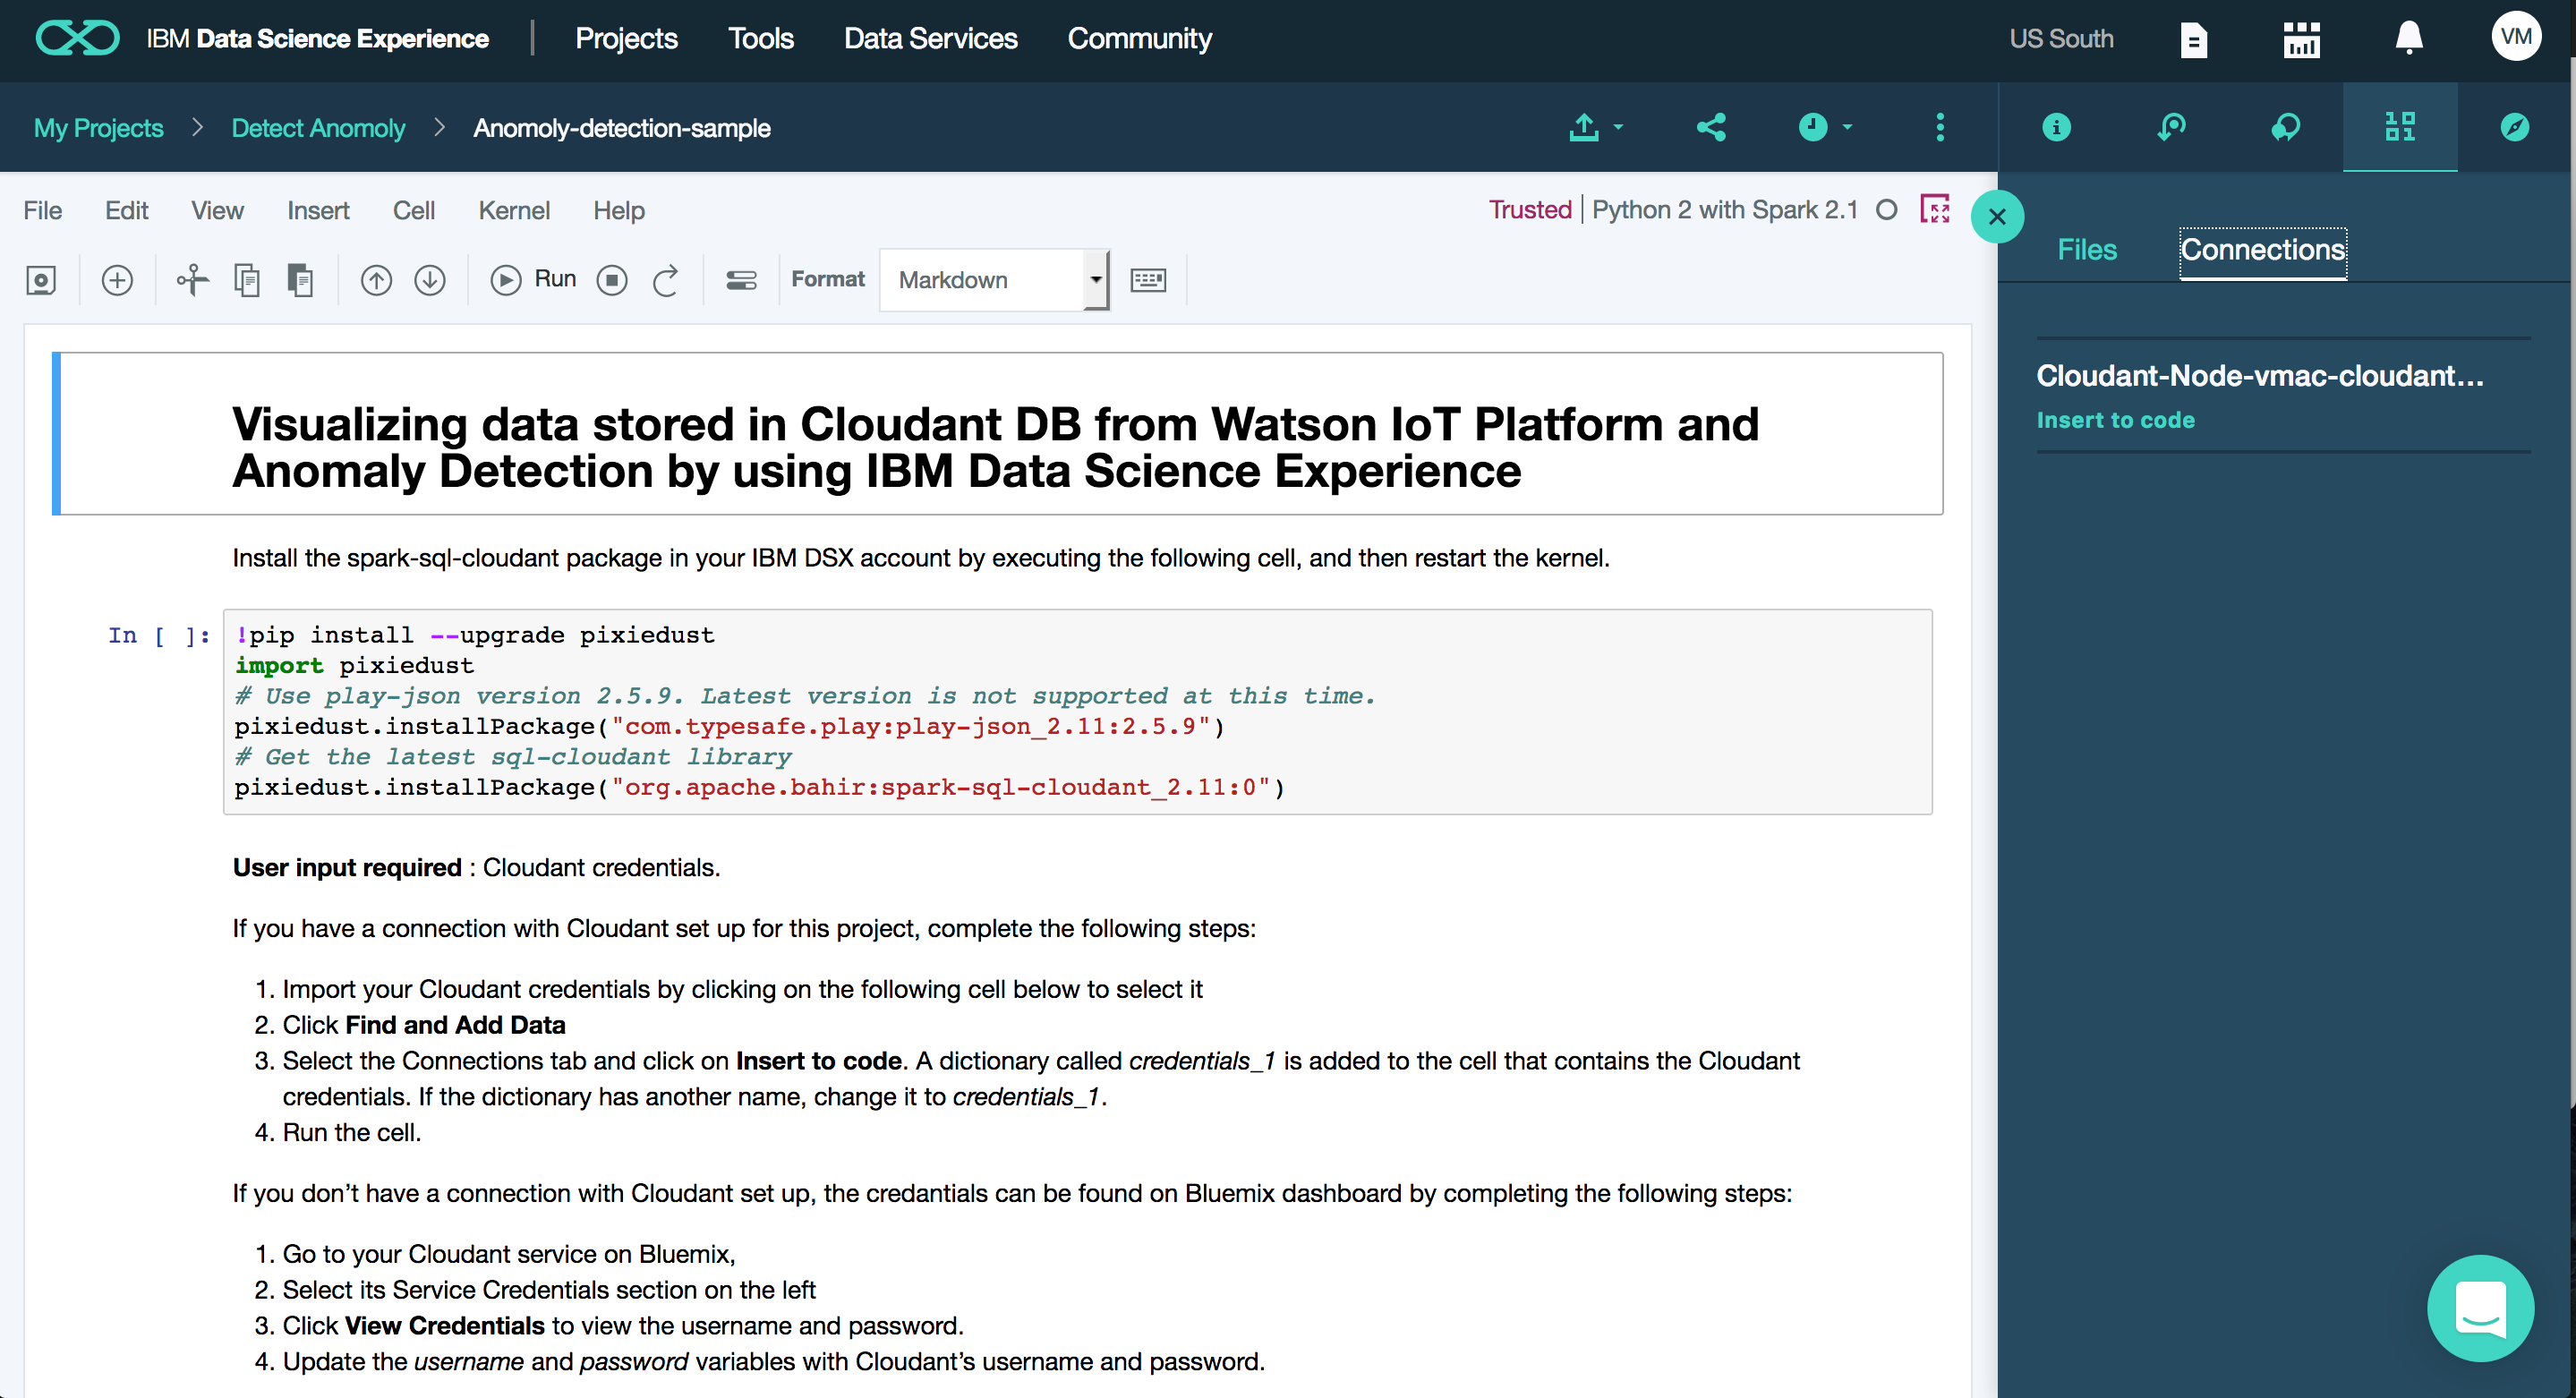 IBM Data Science Experience
Projects
Tools
Data Services
Community
US South
VM
My Projects > Detect Anomoly > Anomoly-detection-sample
File Edit View Insert Cell Kernel Help
Trusted | Python 2 with Spark 2.1
Run
Format
Markdown
Files
Connections
Cloudant-Node-vmac-cloudant...
Insert to code
Visualizing data stored in Cloudant DB from Watson IoT Platform and
Anomaly Detection by using IBM Data Science Experience
Install the spark-sql-cloudant package in your IBM DSX account by executing the following cell, and then restart the kernel.
In [ ]:
!pip install --upgrade pixiedust
import pixiedust
# Use play-json version 2.5.9. Latest version is not supported at this time.
pixiedust.installPackage("com.typesafe.play:play-json_2.11:2.5.9")
# Get the latest sql-cloudant library
pixiedust.installPackage("org.apache.bahir:spark-sql-cloudant_2.11:0")
User input required : Cloudant credentials.
If you have a connection with Cloudant set up for this project, complete the following steps:
1. Import your Cloudant credentials by clicking on the following cell below to select it
2. Click Find and Add Data
3. Select the Connections tab and click on Insert to code. A dictionary called credentials_1 is added to the cell that contains the Cloudant
credentials. If the dictionary has another name, change it to credentials_1.
4. Run the cell.
If you don’t have a connection with Cloudant set up, the credantials can be found on Bluemix dashboard by completing the following steps:
1. Go to your Cloudant service on Bluemix,
2. Select its Service Credentials section on the left
3. Click View Credentials to view the username and password.
4. Update the username and password variables with Cloudant’s username and password.